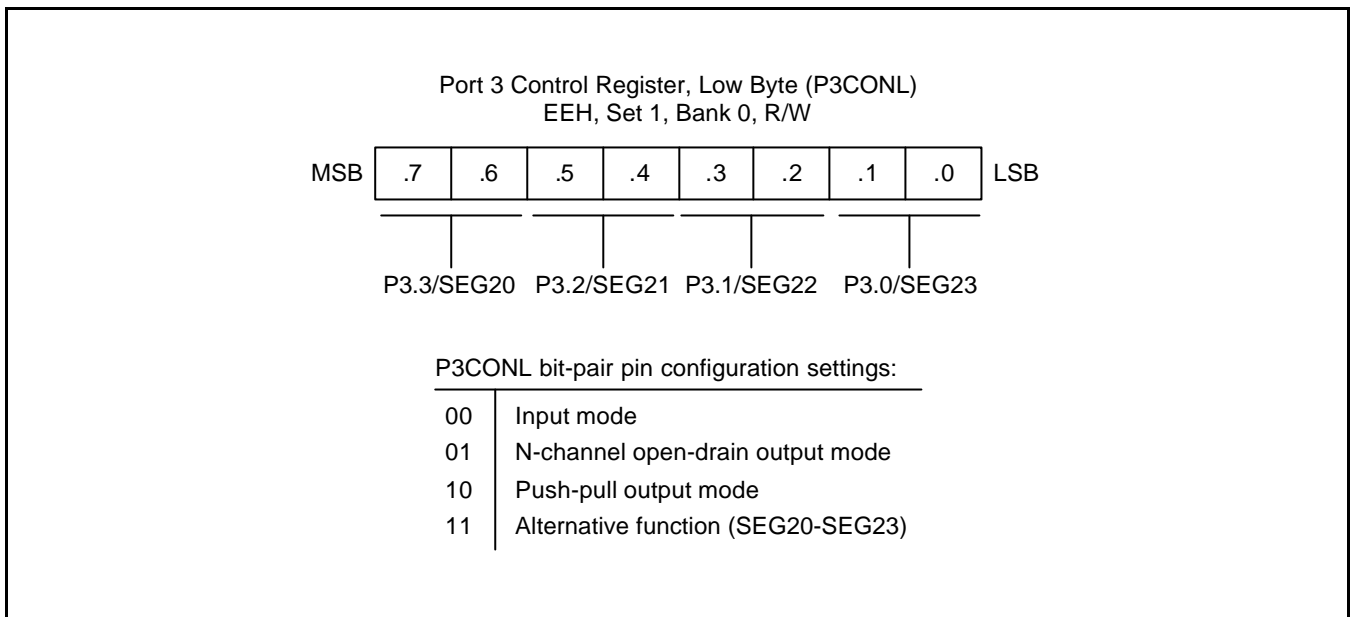 Port 3 Control Register, Low Byte (P3CONL)
EEH, Set 1, Bank 0, R/W
MSB .7 .6 .5 .4 .3 .2 .1 .0 LSB
P3.3/SEG20 P3.2/SEG21 P3.1/SEG22 P3.0/SEG23
P3CONL bit-pair pin configuration settings:
00 Input mode
01 N-channel open-drain output mode
10 Push-pull output mode
11 Alternative function (SEG20-SEG23)